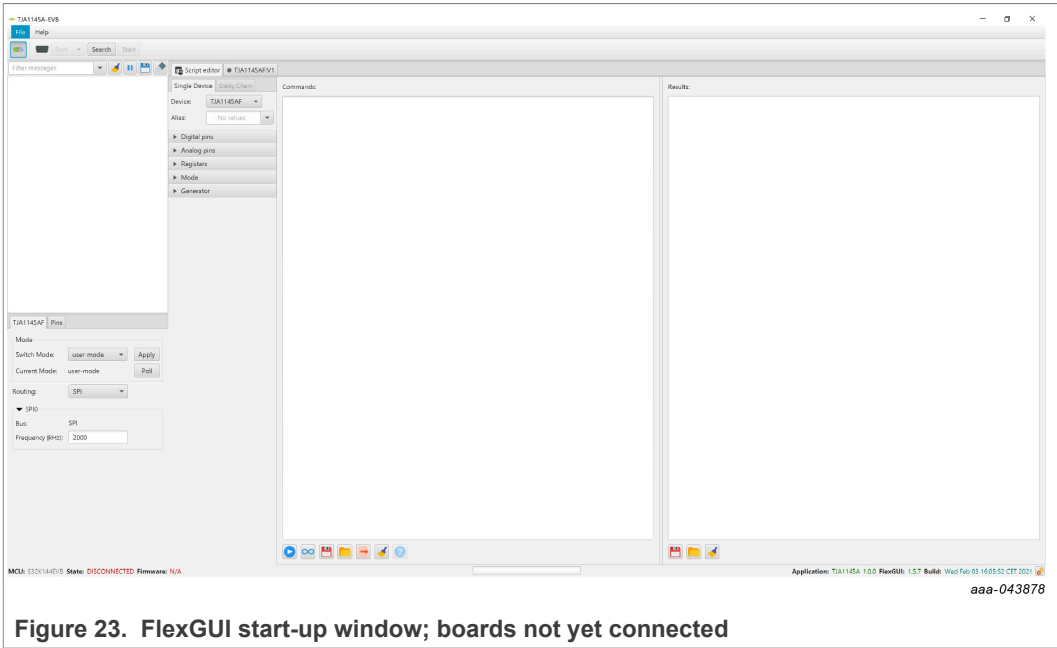 TJA1145A-EVB
File Help
Port Search Start
Filter messages
Script editor TJA1145AF:V1
Single Device Daisy Chain
Commands:
Results:
Device: TJA1145AF
Alias: No values
Digital pins
Analog pins
Registers
Mode
Generator
TJA1145AF Pins
Mode
Switch Mode: user mode Apply
Current Mode: user-mode Poll
Routing: SPI
SPI0
Bus: SPI
Frequency (kHz): 2000
MCU: S32K144EVB State: DISCONNECTED Firmware: N/A
Application: TJA1145A 1.0.0 FlexGUI: 1.5.7 Build: Wed Feb 03 16:05:52 CET 2021
aaa-043878
Figure 23. FlexGUI start-up window; boards not yet connected